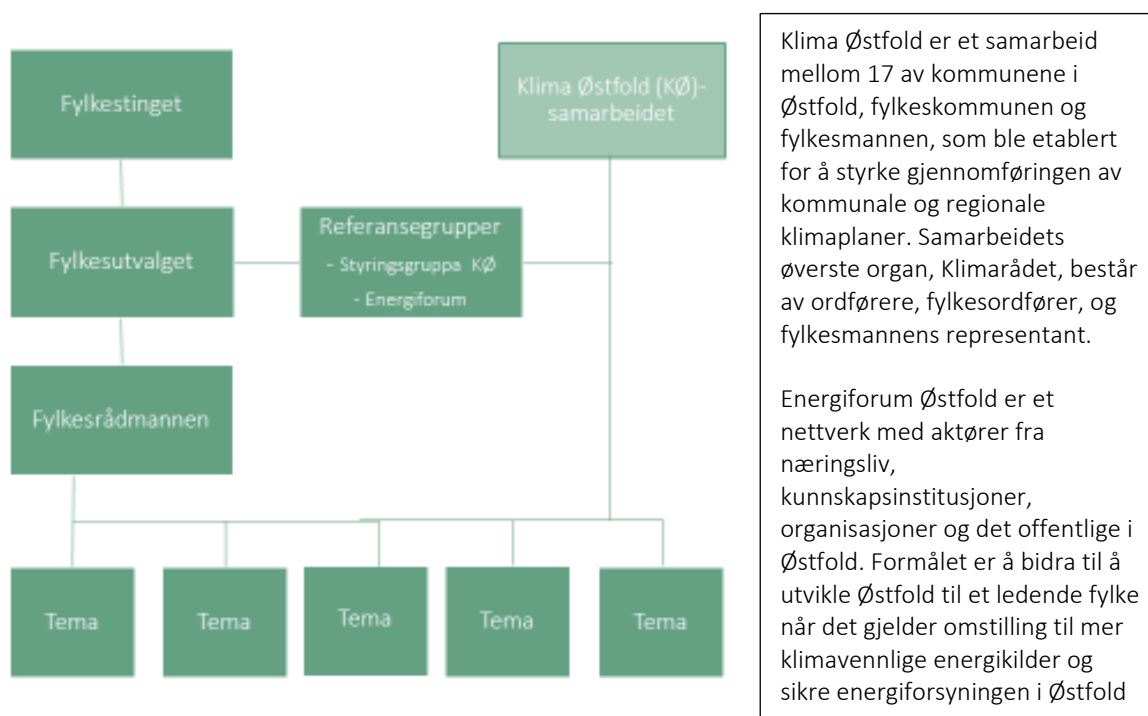 Fylkestinget
Klima Østfold (KØ)-
samarbeidet
Fylkesutvalget
Referansegrupper
- Styringsgruppa KØ
- Energiforum
Fylkesrådmannen
Tema
Tema
Tema
Tema
Tema
Klima Østfold er et samarbeid
mellom 17 av kommunene i
Østfold, fylkeskommunen og
fylkesmannen, som ble etablert
for å styrke gjennomføringen av
kommunale og regionale
klimaplaner. Samarbeidets
øverste organ, Klimarådet, består
av ordførere, fylkesordfører, og
fylkesmannens representant.
Energiforum Østfold er et
nettverk med aktører fra
næringsliv,
kunnskapsinstitusjoner,
organisasjoner og det offentlige i
Østfold. Formålet er å bidra til å
utvikle Østfold til et ledende fylke
når det gjelder omstilling til mer
klimavennlige energikilder og
sikre energiforsyningen i Østfold